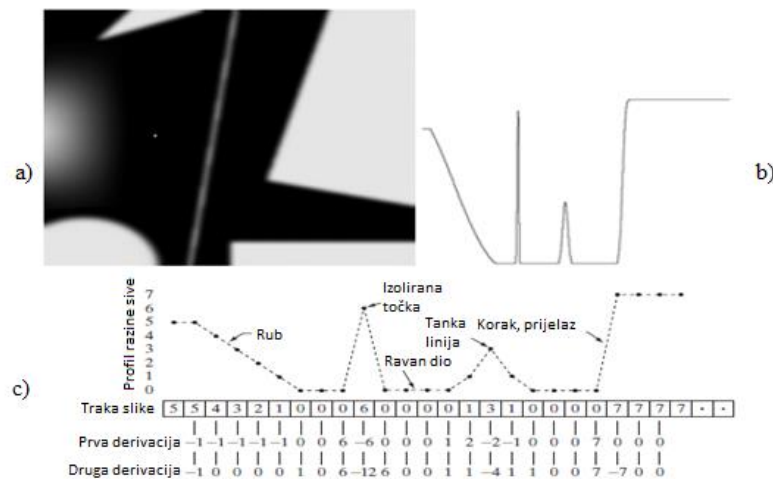 a)
b)
c)
Profil razine sive
7
6
5
4
3
2
1
0
Rub
Izolirana
točka
Ravan dio
Tanka
linija
Korak, prijelaz
Traka slike 5 5 4 3 2 1 0 0 0 6 0 0 0 0 1 3 1 0 0 0 0 7 7 7 7 · ·
Prva derivacija −1 −1 −1 −1 −1 0 0 6 −6 0 0 0 1 2 −2 −1 0 0 0 7 0 0 0
Druga derivacija −1 0 0 0 0 1 0 6 −12 6 0 0 1 1 −4 1 1 0 0 7 −7 0 0